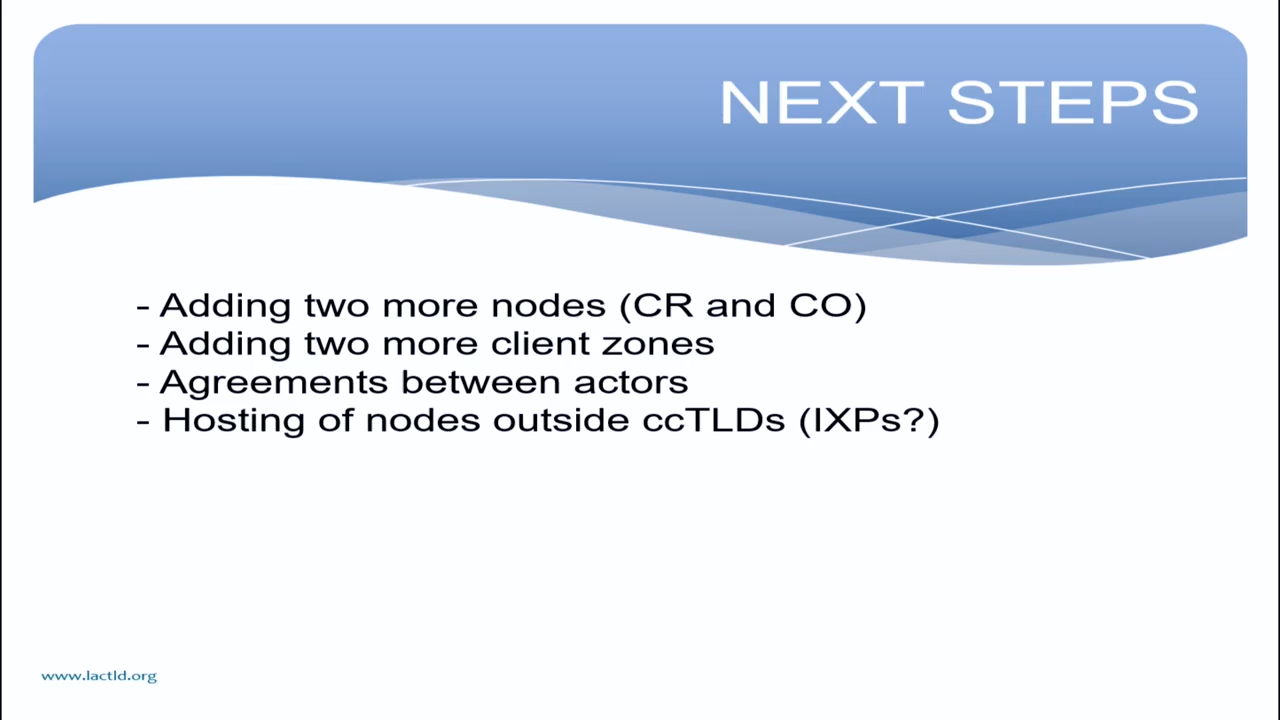 NEXT STEPS
- Adding two more nodes (CR and CO)
- Adding two more client zones
- Agreements between actors
- Hosting of nodes outside ccTLDs (IXPs?)
www.lactld.org